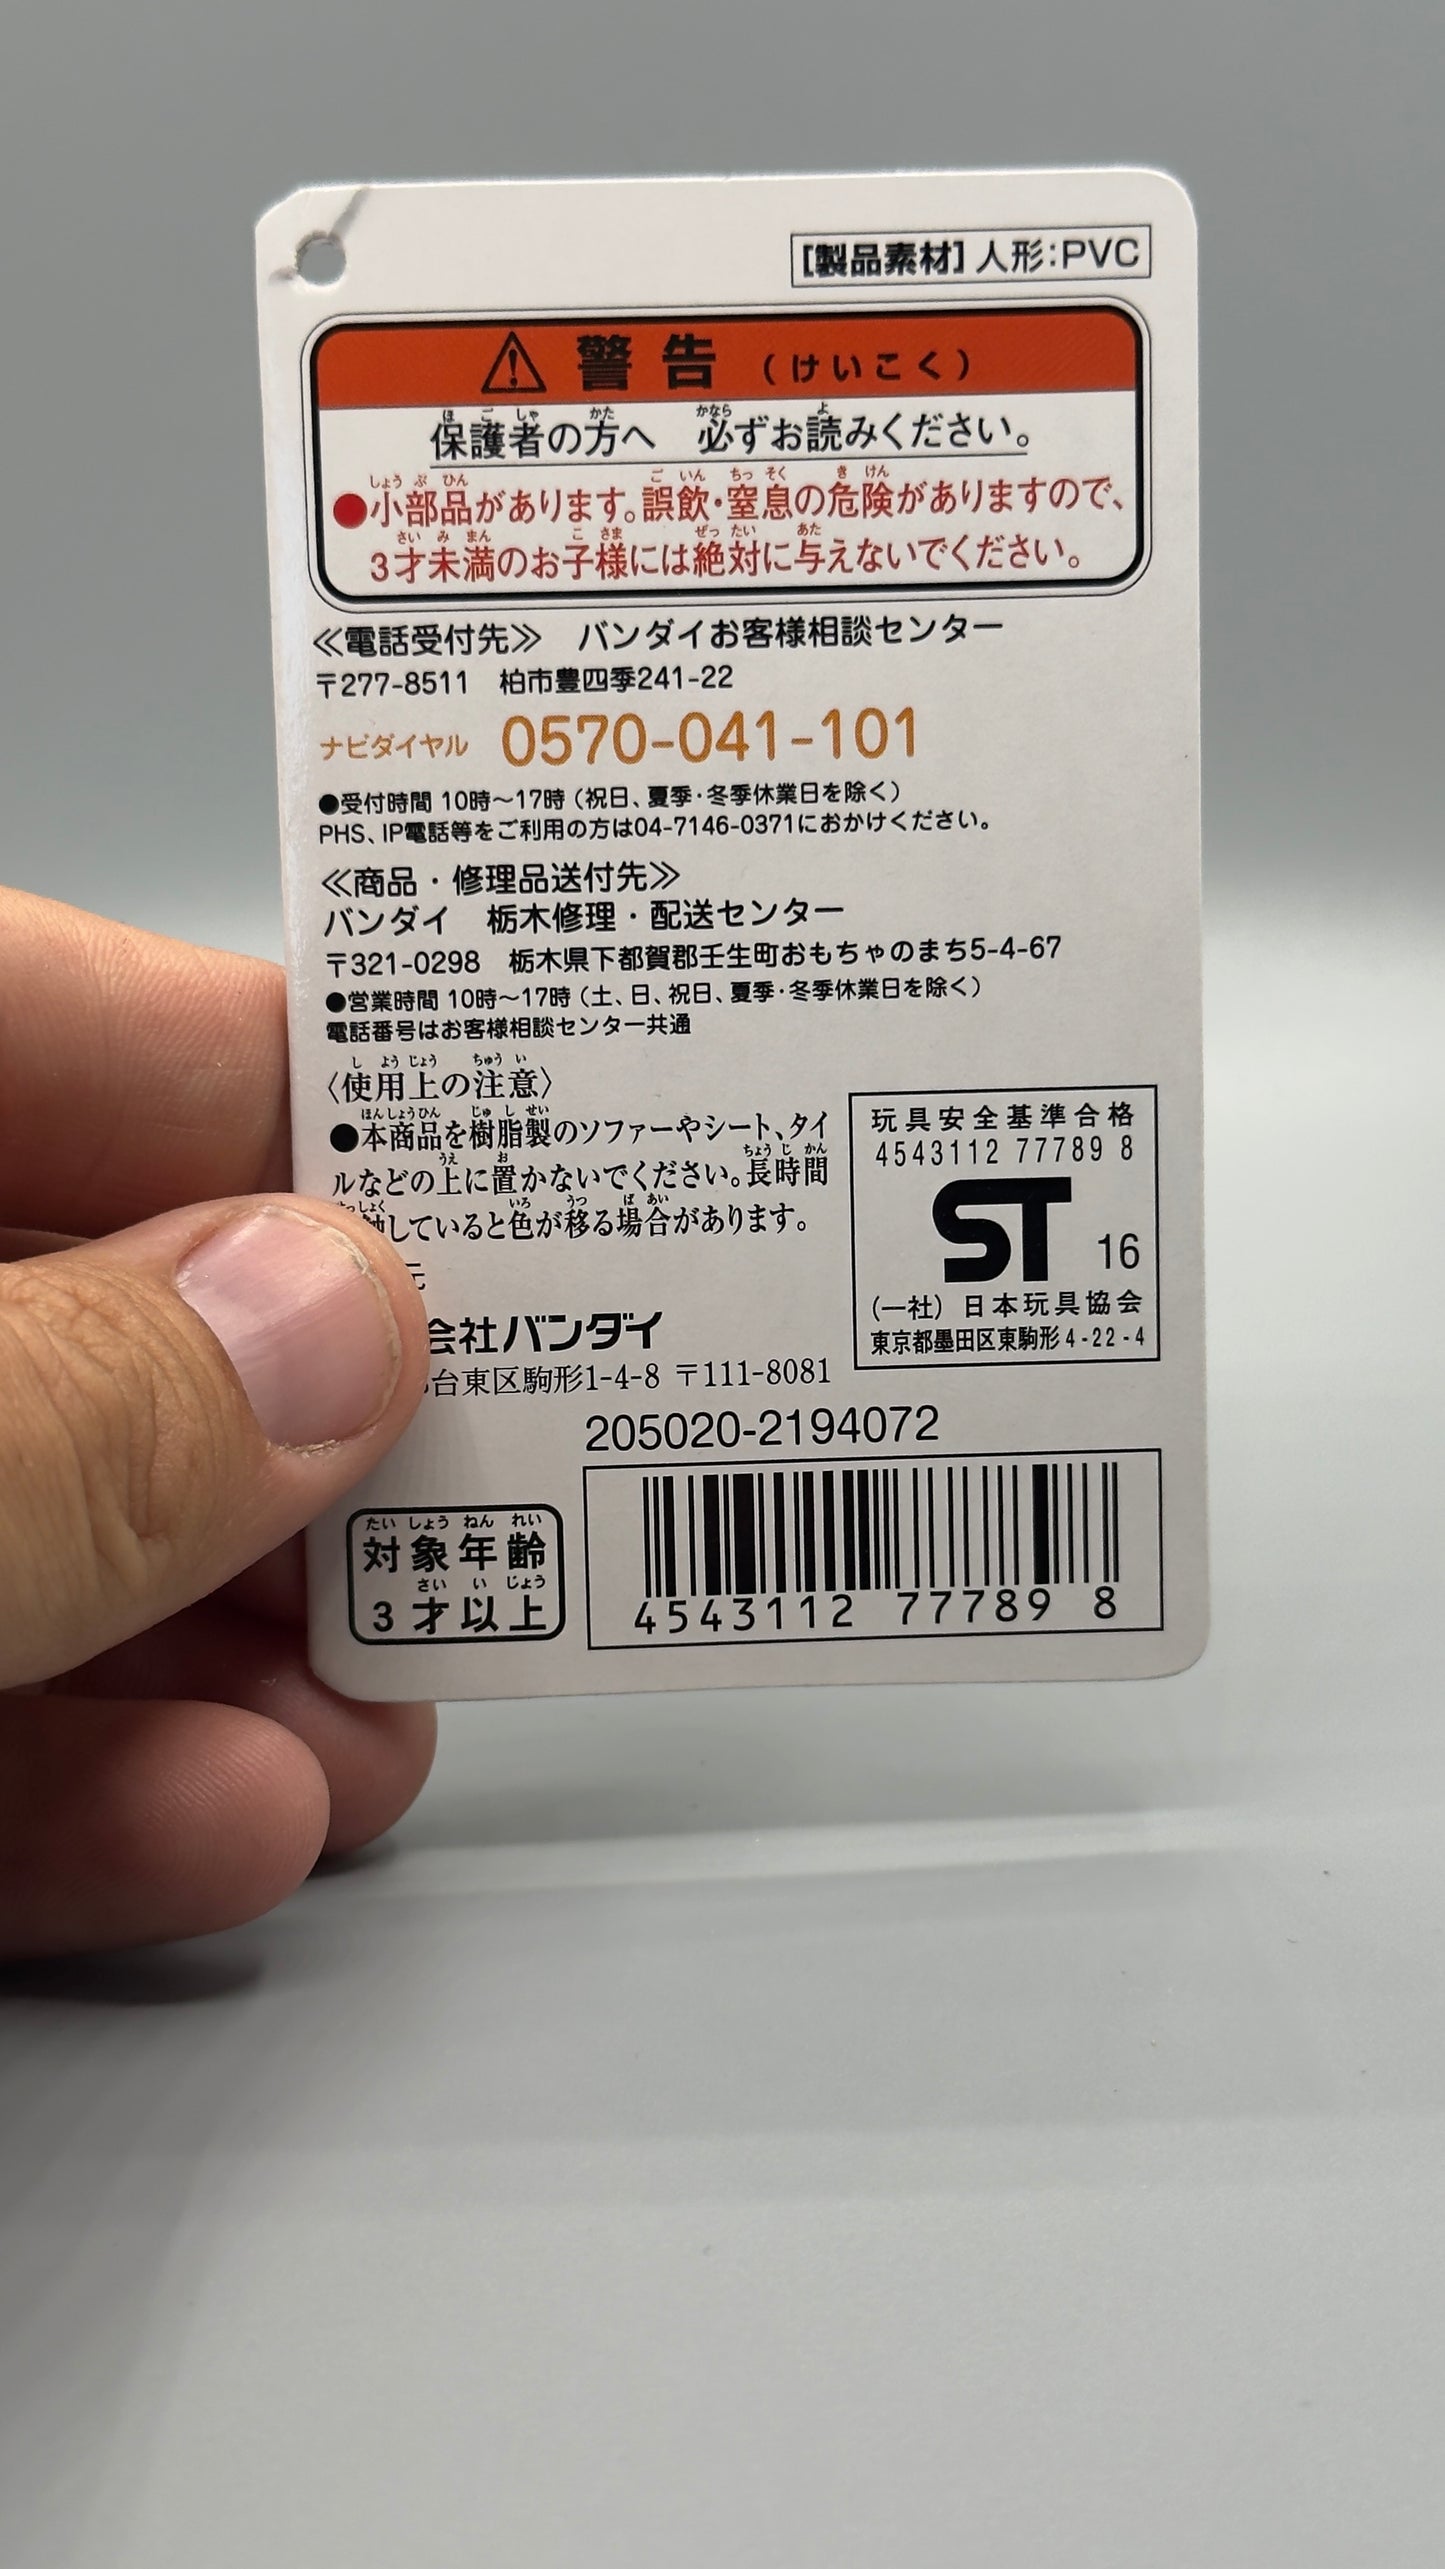 [製品素材] 人形:PVC
⚠ 警告 (けいこく)
保護者の方へ 必ずお読みください。
●小部品があります。誤飲・窒息の危険がありますので、
3才未満のお子様には絶対に与えないでください。
≪電話受付先≫ バンダイお客様相談センター
〒277-8511 柏市豊四季241-22
ナビダイヤル 0570-041-101
●受付時間 10時〜17時(祝日、夏季・冬季休業日を除く)
PHS、IP電話等をご利用の方は04-7146-0371におかけください。
≪商品・修理品送付先≫
バンダイ 栃木修理・配送センター
〒321-0298 栃木県下都賀郡壬生町おもちゃのまち5-4-67
●営業時間 10時〜17時(土、日、祝日、夏季・冬季休業日を除く)
電話番号はお客様相談センター共通
〈使用上の注意〉
●本商品を樹脂製のソファーやシート、タイ
ルなどの上に置かないでください。長時間
していると色が移る場合があります。
元
会社バンダイ
台東区駒形1-4-8 〒111-8081
玩具安全基準合格
4543112 77789 8
ST 16
(一社) 日本玩具協会
東京都墨田区東駒形4-22-4
205020-2194072
対象年齢
3才以上
4543112 77789 8